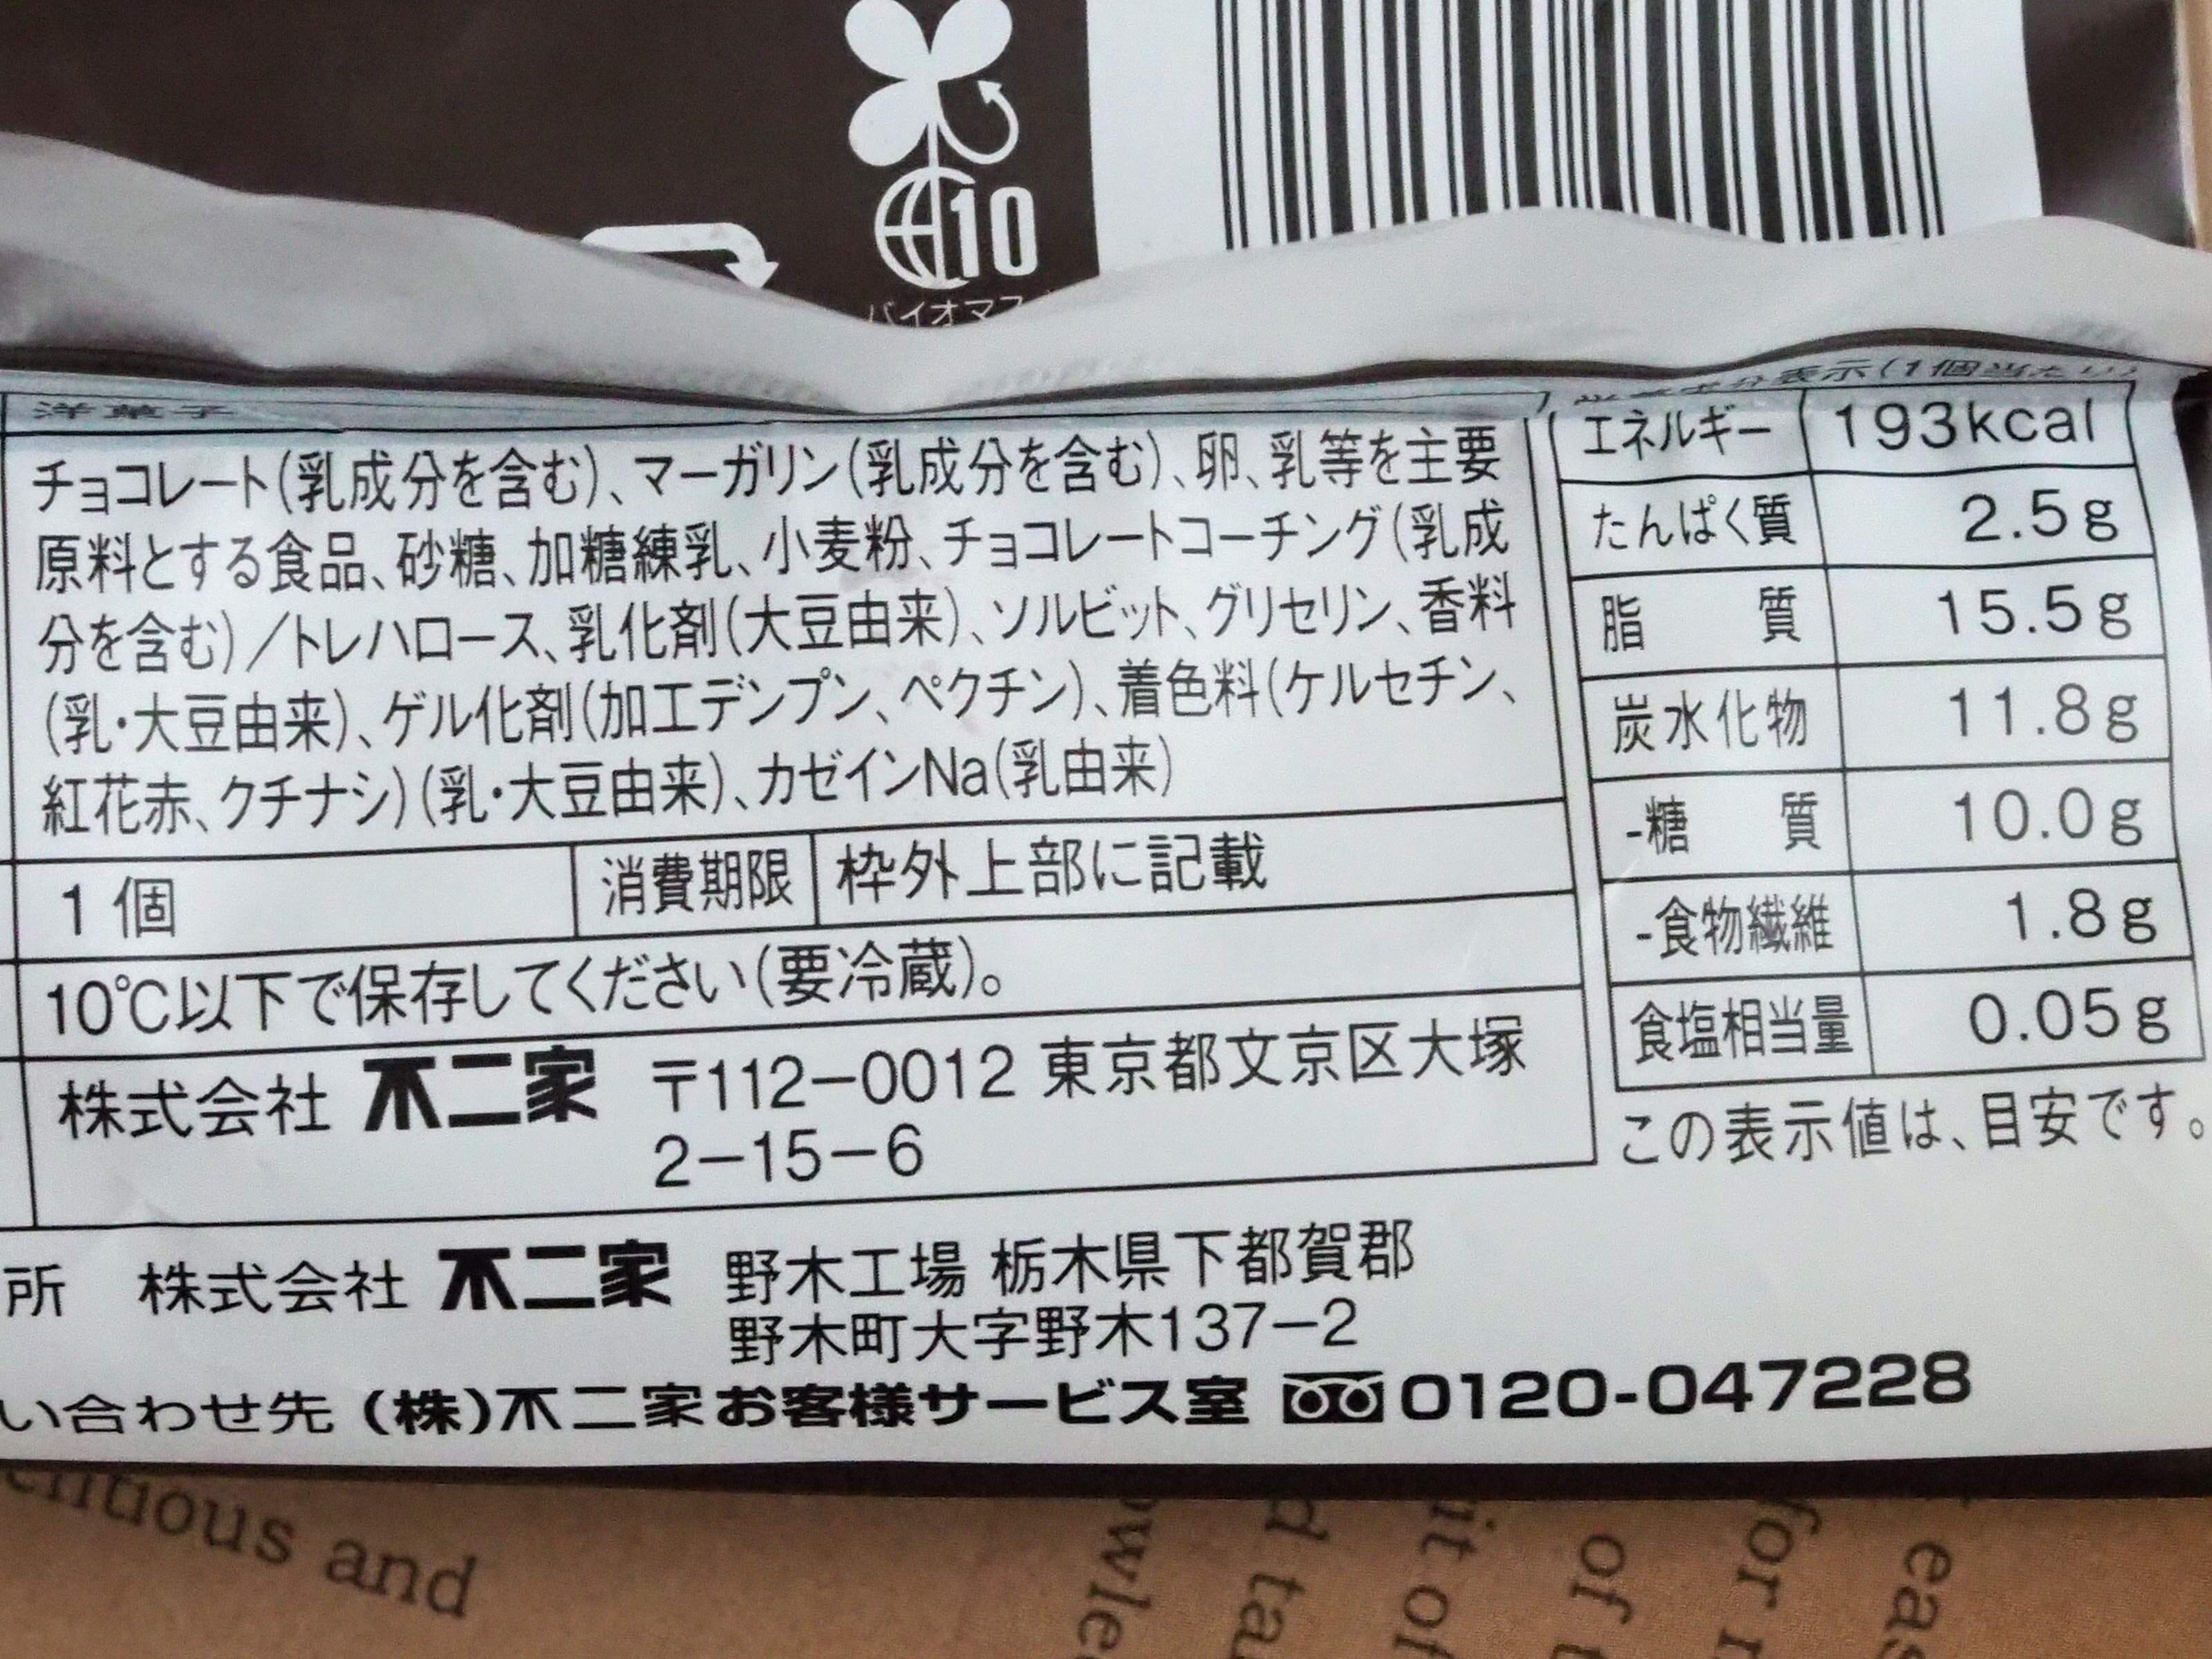 10
バイオマス
洋菓子
チョコレート(乳成分を含む)、マーガリン(乳成分を含む)、卵、乳等を主要
原料とする食品、砂糖、加糖練乳、小麦粉、チョコレートコーチング(乳成
分を含む)/トレハロース、乳化剤(大豆由来)、ソルビット、グリセリン、香料
(乳・大豆由来)、ゲル化剤(加工デンプン、ペクチン)、着色料(ケルセチン、
紅花赤、クチナシ)(乳・大豆由来)、カゼインNa(乳由来)
1個 消費期限 枠外上部に記載
10℃以下で保存してください(要冷蔵)。
株式会社 不二家 〒112-0012 東京都文京区大塚
2-15-6
表示(1個当たり)
エネルギー 193kcal
たんぱく質 2.5g
脂質 15.5g
炭水化物 11.8g
-糖質 10.0g
-食物繊維 1.8g
食塩相当量 0.05g
この表示値は、目安です。
所 株式会社 不二家 野木工場 栃木県下都賀郡
野木町大字野木137-2
い合わせ先 (株)不二家お客様サービス室 0120-047228
and
of
for
it of